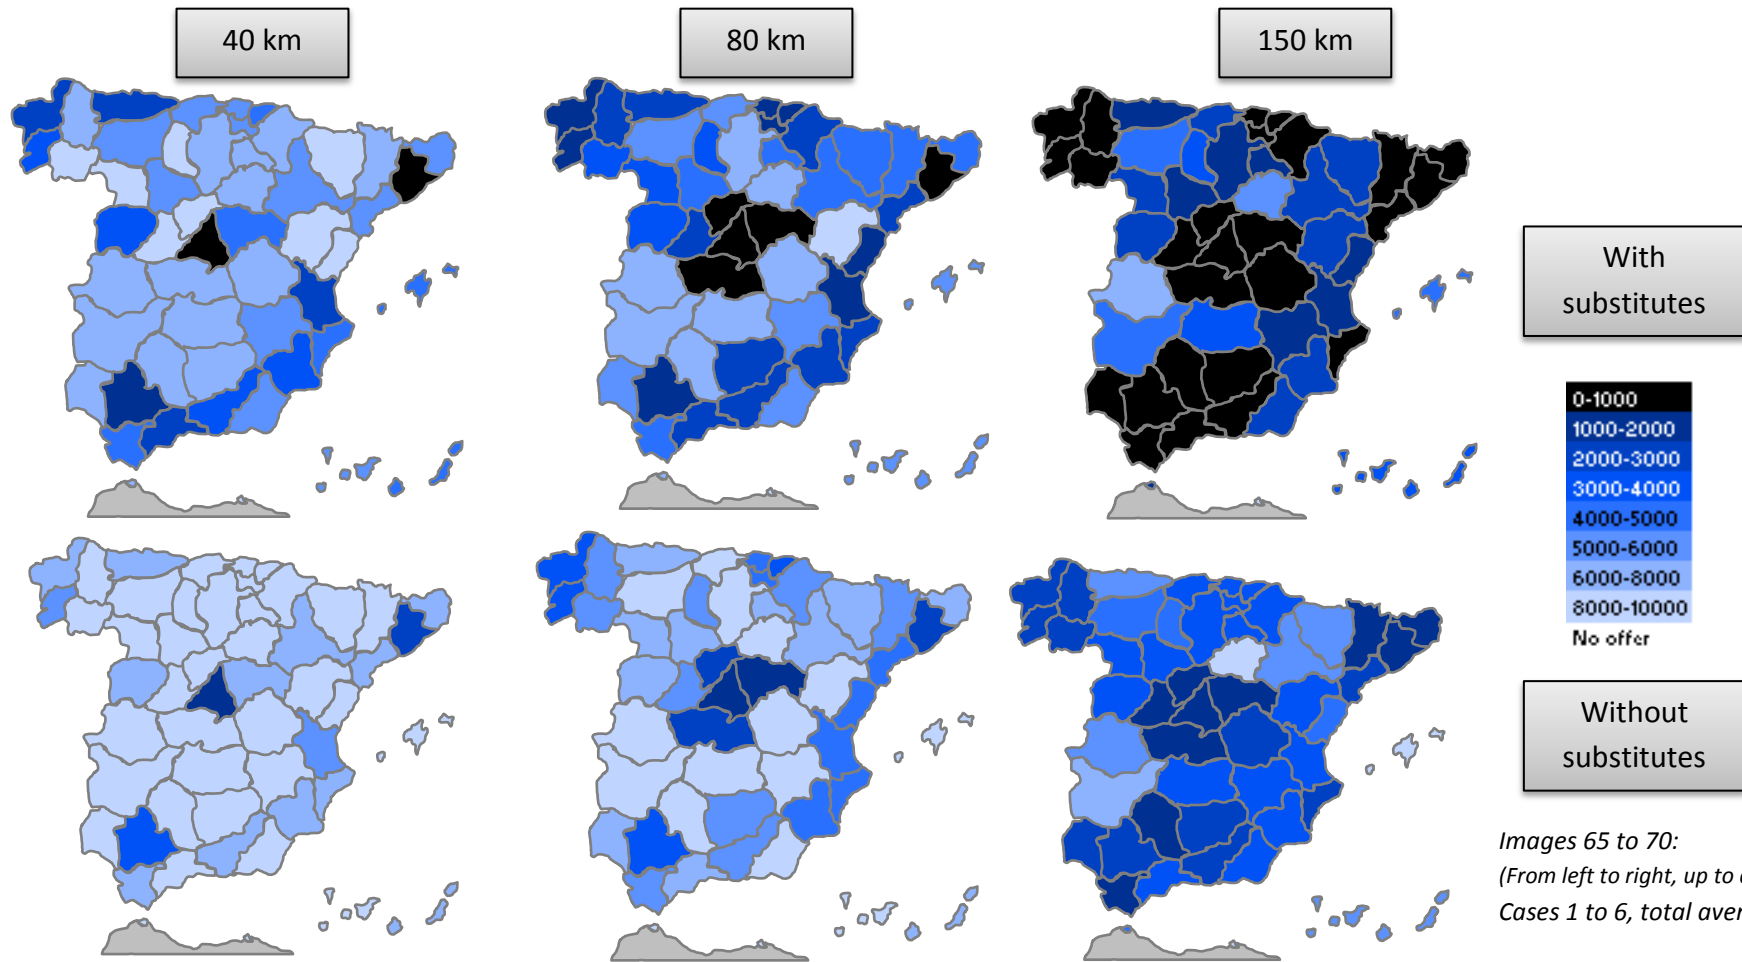 40 km
80 km
150 km
With
substitutes
0-1000
1000-2000
2000-3000
3000-4000
4000-5000
5000-6000
6000-8000
8000-10000
No offer
Without
substitutes
Images 65 to 70:
(From left to right, up to
Cases 1 to 6, total